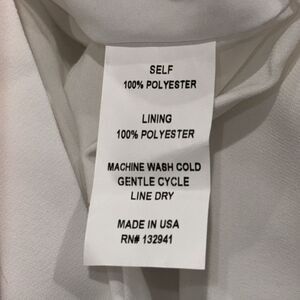 SELF
100% POLYESTER
LINING
100% POLYESTER
MACHINE WASH COLD
GENTLE CYCLE
LINE DRY
MADE IN USA
RN# 132941